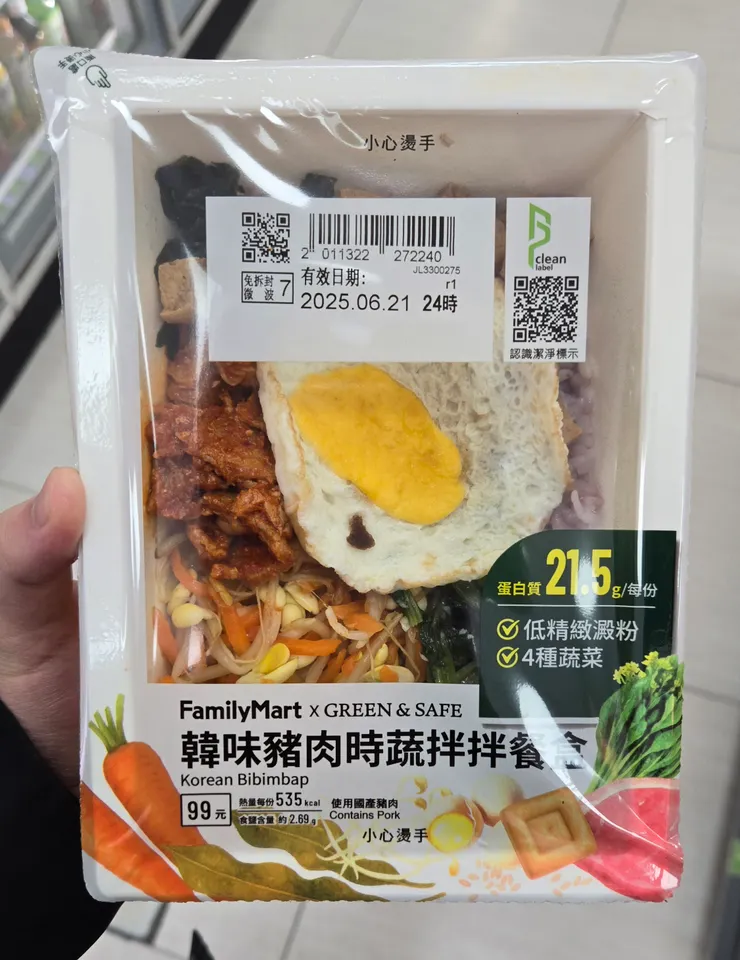 小心燙手
2 011322 272240
JL3300275
免拆封
微 波 7
有效日期:
r1
2025.06.21 24時
clean
label
認識潔淨標示
蛋白質 21.5g/每份
低精緻澱粉
4種蔬菜
FamilyMart x GREEN & SAFE
韓味豬肉時蔬拌拌餐盒
Korean Bibimbap
99元
熱量每份535kcal
食鹽含量 約2.69g
使用國產豬肉
Contains Pork
小心燙手